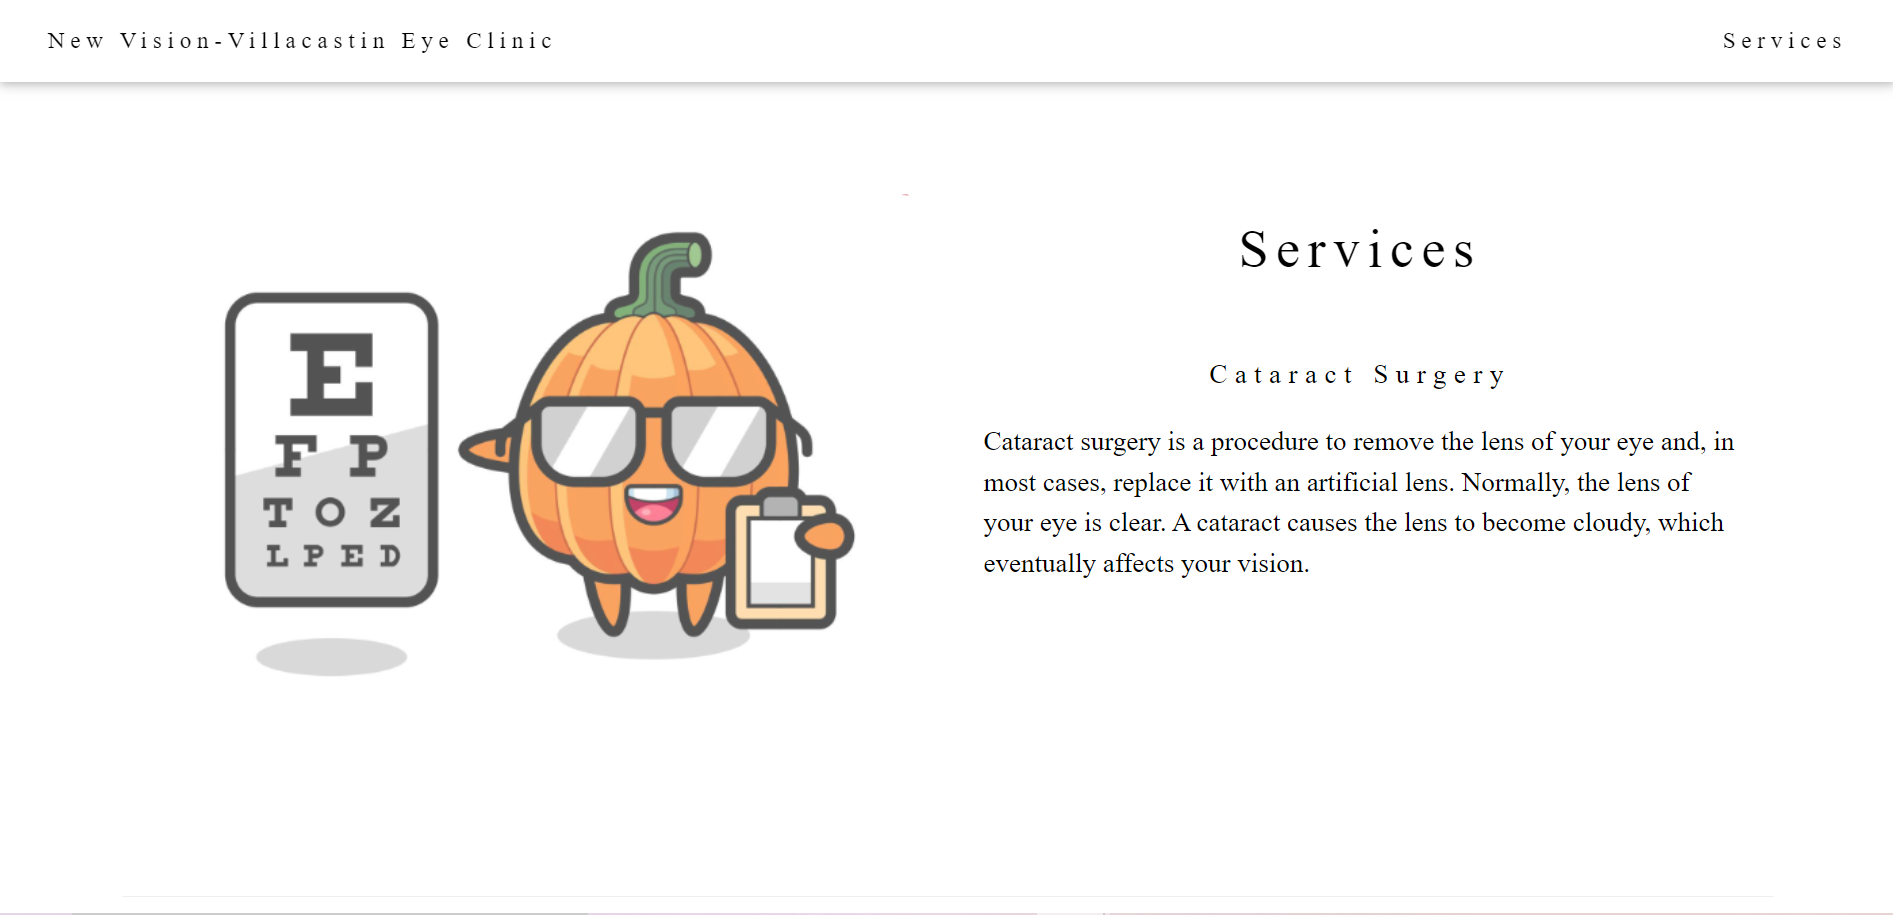 New Vision-Villacastin Eye Clinic
Services
E
F P
T O Z
L P E D
Services
Cataract Surgery
Cataract surgery is a procedure to remove the lens of your eye and, in
most cases, replace it with an artificial lens. Normally, the lens of
your eye is clear. A cataract causes the lens to become cloudy, which
eventually affects your vision.